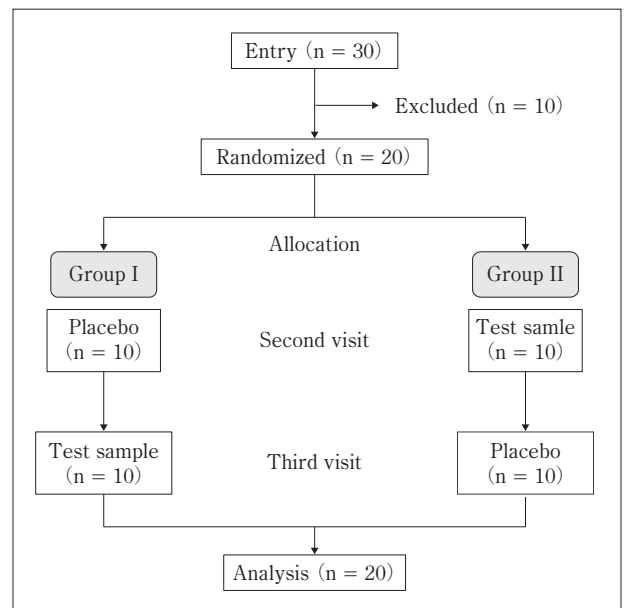 Entry (n = 30)
Excluded (n = 10)
Randomized (n = 20)
Allocation
Group I
Group II
Placebo
(n = 10)
Second visit
Test samle
(n = 10)
Test sample
(n = 10)
Third visit
Placebo
(n = 10)
Analysis (n = 20)